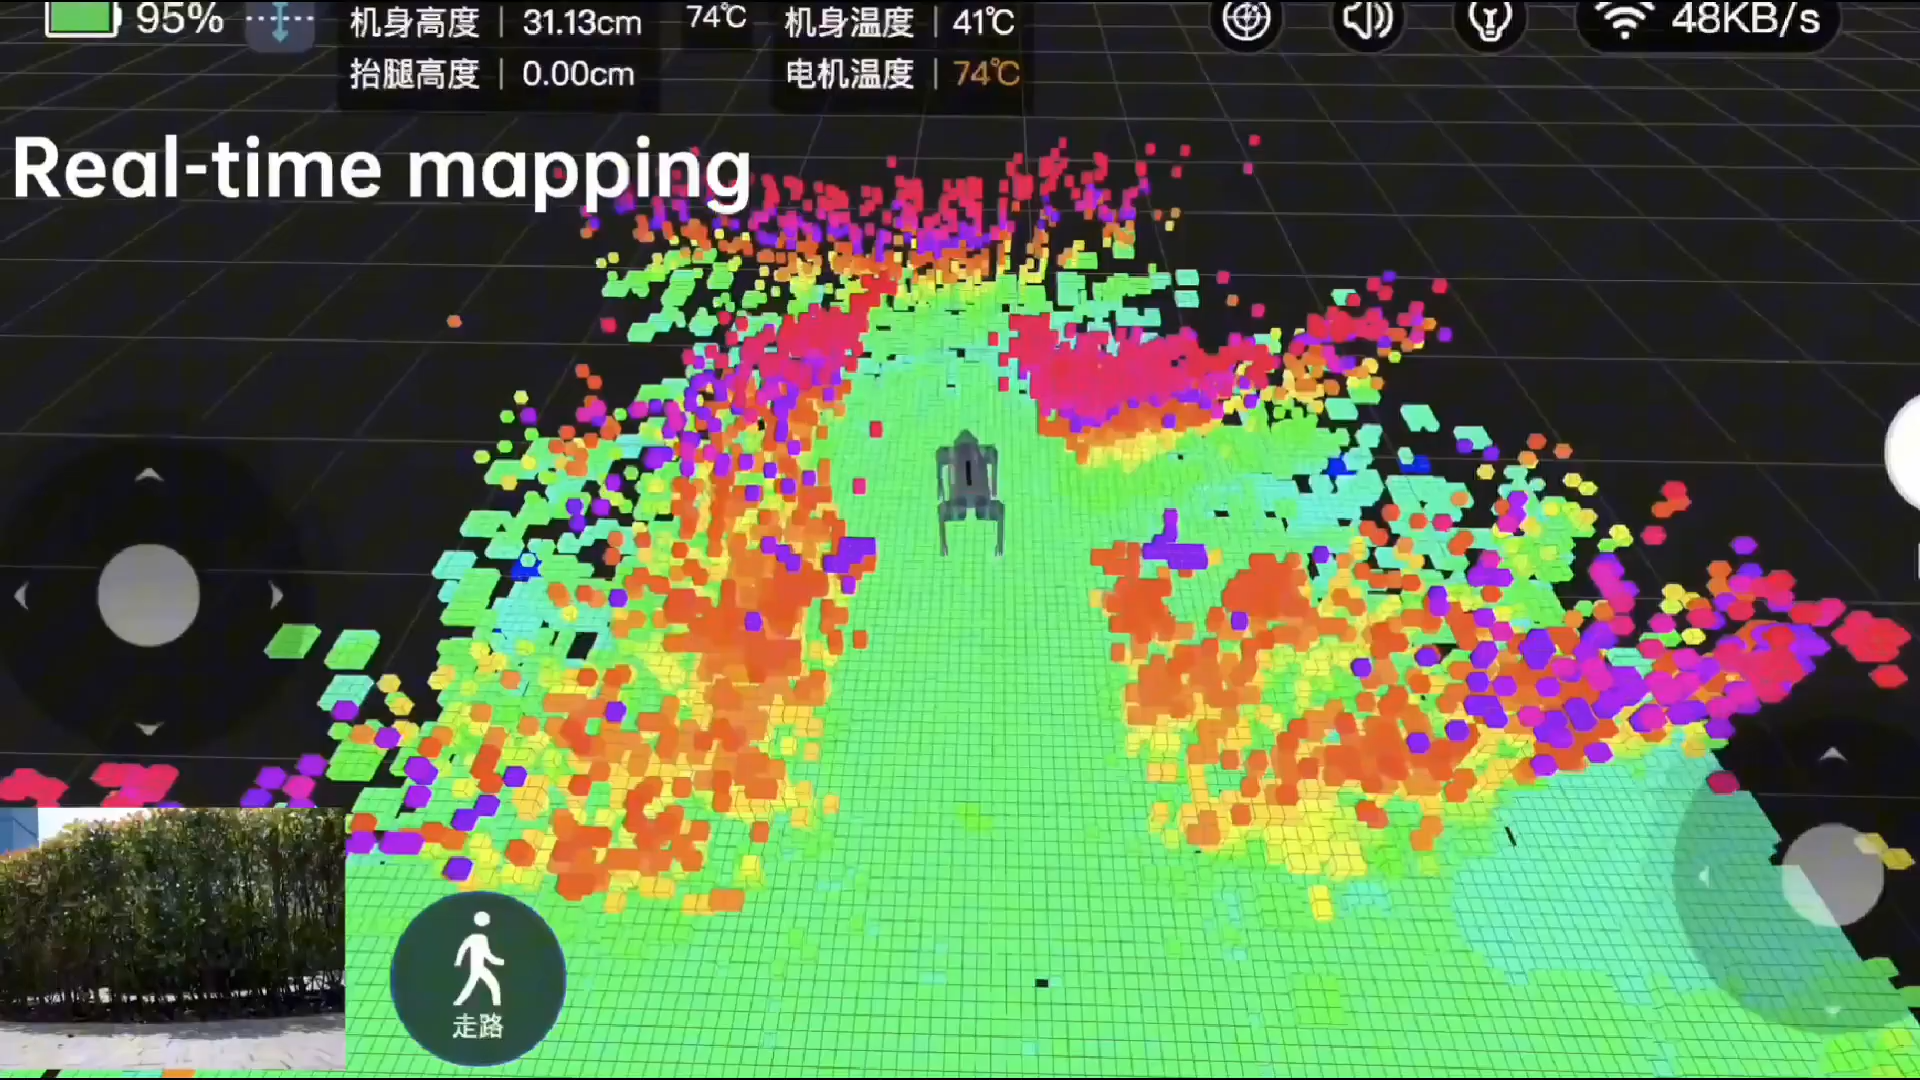 95%
机身高度 | 31.13cm
74℃
机身温度 | 41℃
48KB/s
抬腿高度 | 0.00cm
电机温度 | 74℃
Real-time mapping
走路